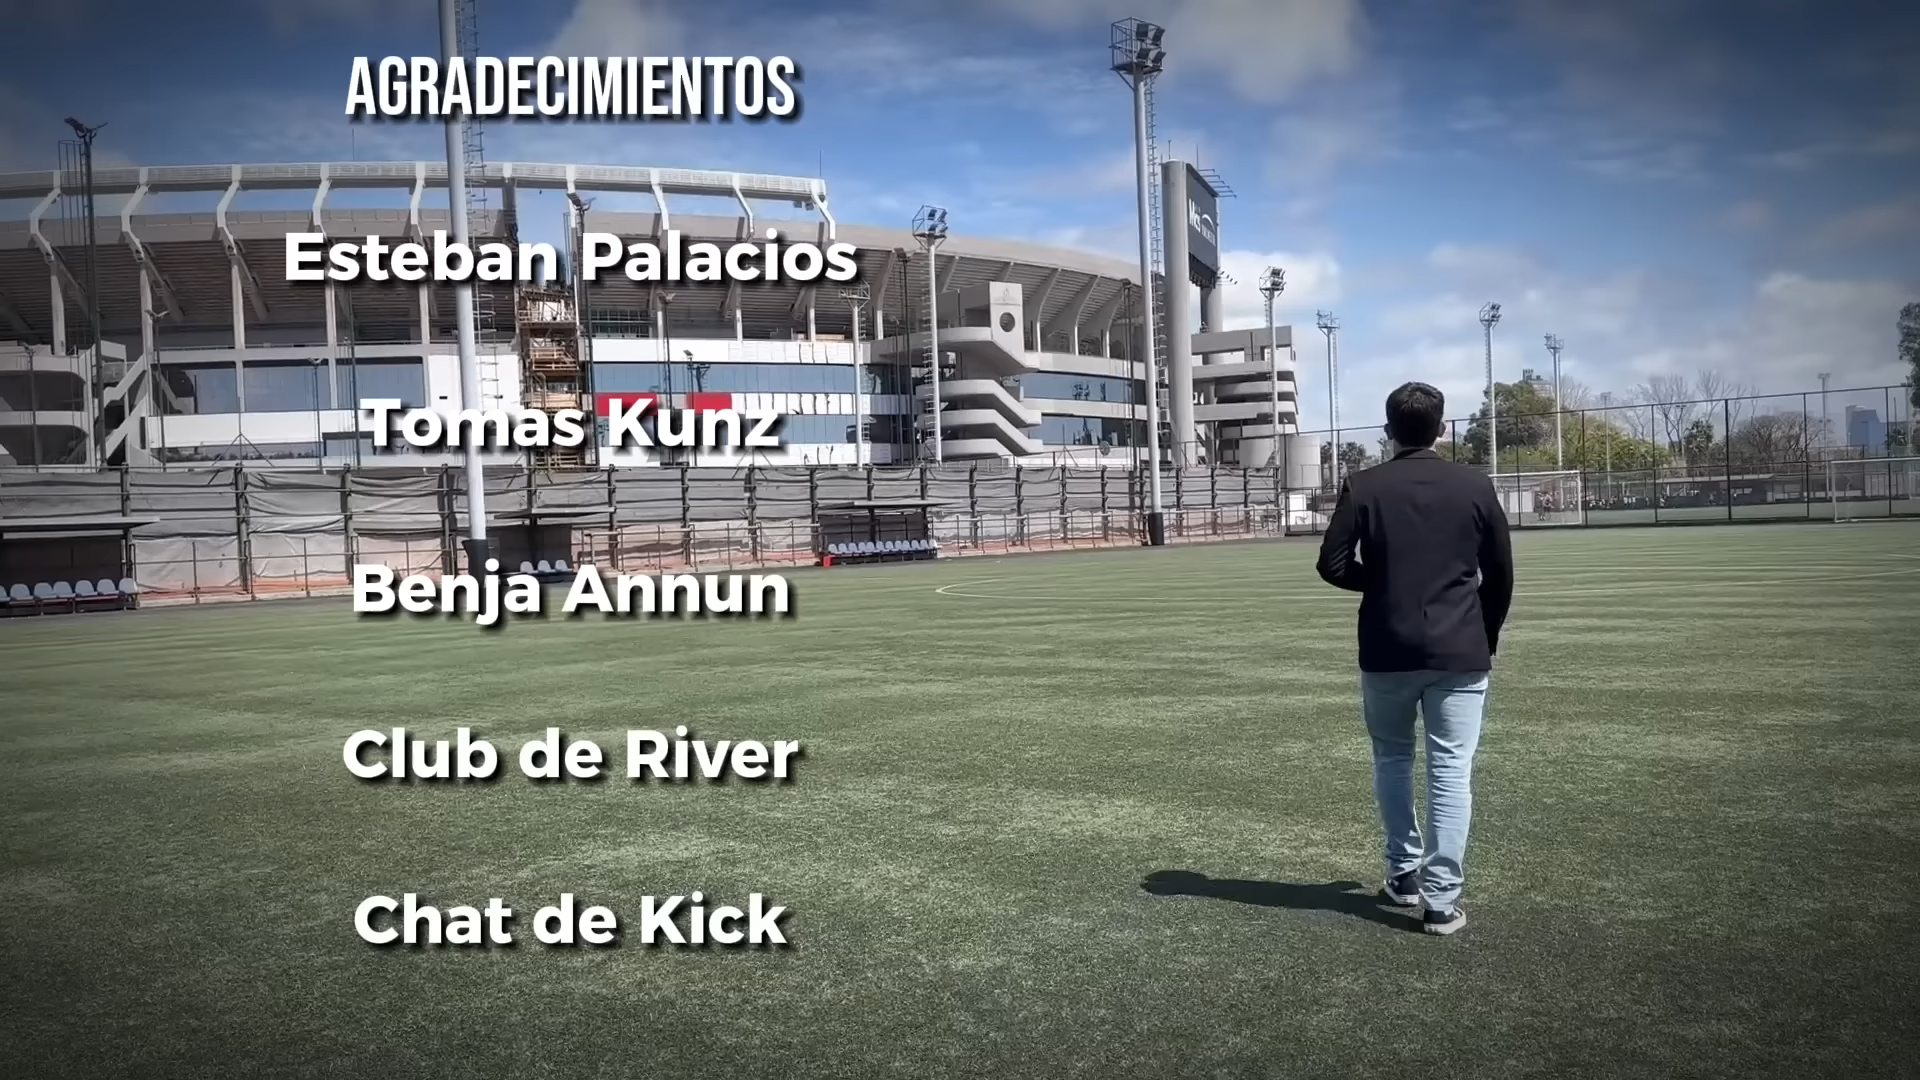 AGRADECIMIENTOS
Esteban Palacios
Tomas Kunz
Benja Annun
Club de River
Chat de Kick